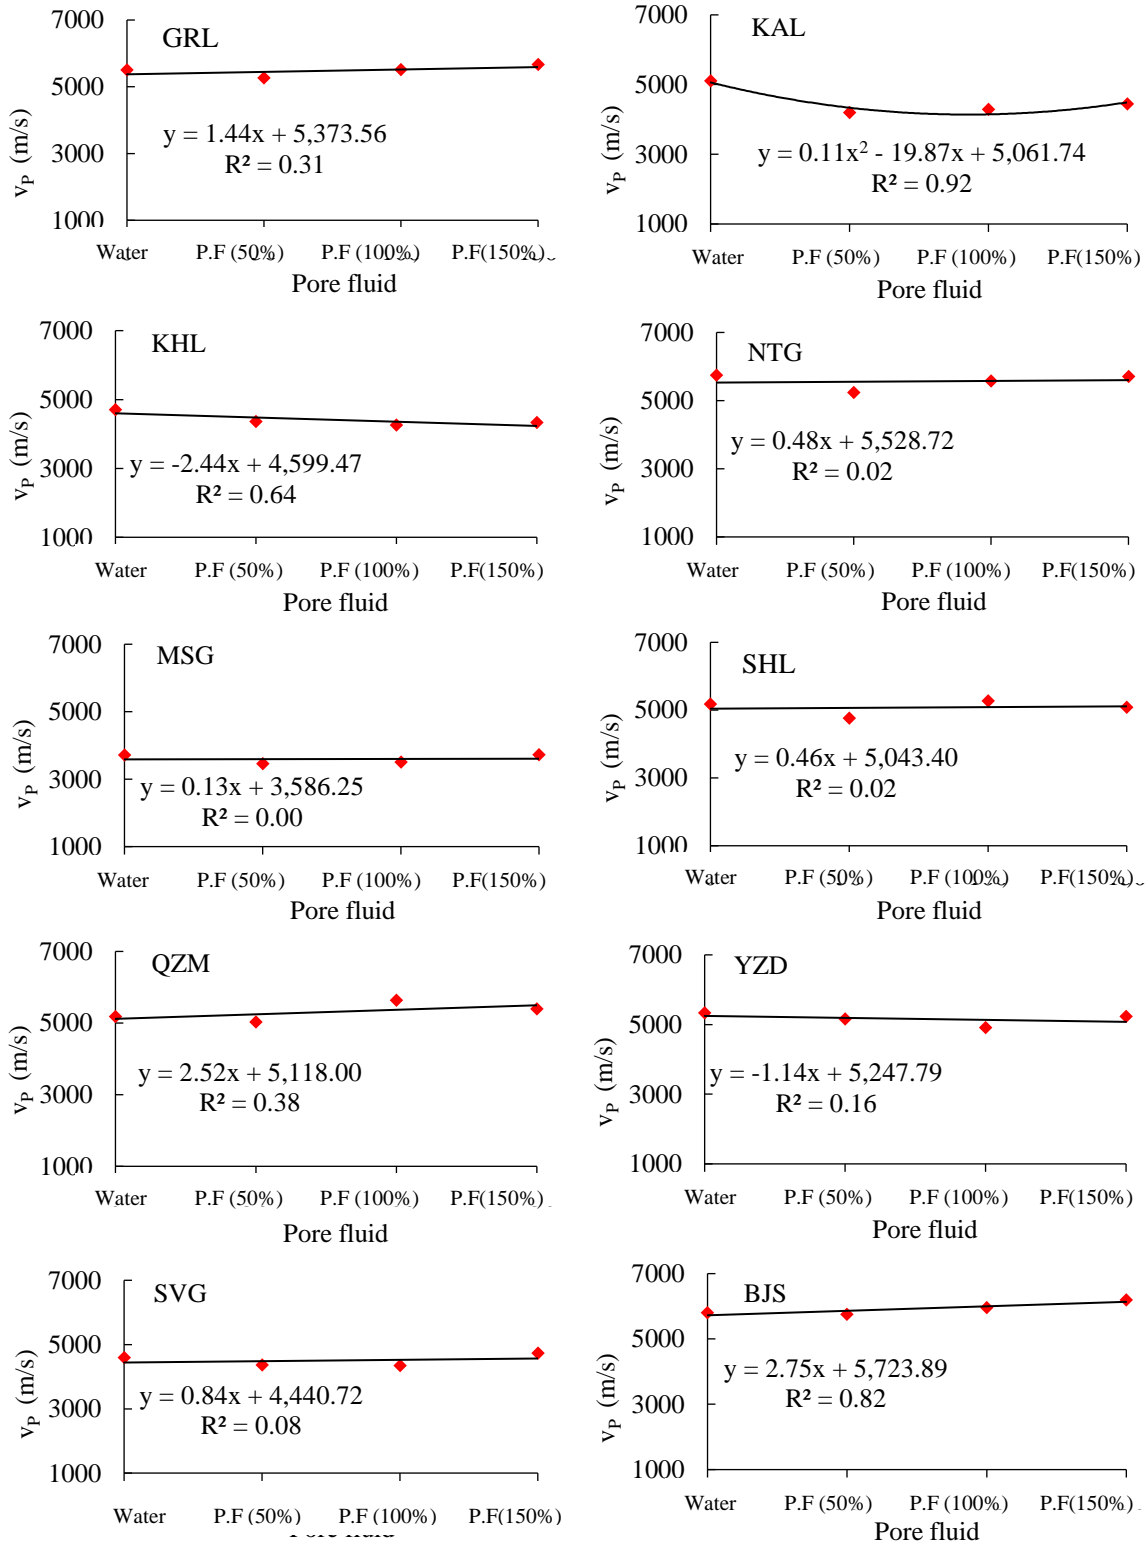 GRL
7000
5000
3000
1000
vP (m/s)
y = 1.44x + 5,373.56
R² = 0.31
Water P.F (50%) P.F (100%) P.F(150%)
Pore fluid
KAL
7000
5000
3000
1000
vP (m/s)
y = 0.11x² - 19.87x + 5,061.74
R² = 0.92
Water P.F (50%) P.F (100%) P.F(150%)
Pore fluid
KHL
7000
5000
3000
1000
vP (m/s)
y = -2.44x + 4,599.47
R² = 0.64
Water P.F (50%) P.F (100%) P.F(150%)
Pore fluid
NTG
7000
5000
3000
1000
vP (m/s)
y = 0.48x + 5,528.72
R² = 0.02
Water P.F (50%) P.F (100%) P.F(150%)
Pore fluid
MSG
7000
5000
3000
1000
vP (m/s)
y = 0.13x + 3,586.25
R² = 0.00
Water P.F (50%) P.F (100%) P.F(150%)
Pore fluid
SHL
7000
5000
3000
1000
vP (m/s)
y = 0.46x + 5,043.40
R² = 0.02
Water P.F (50%) P.F (100%) P.F(150%)
Pore fluid
QZM
7000
5000
3000
1000
vP (m/s)
y = 2.52x + 5,118.00
R² = 0.38
Water P.F (50%) P.F (100%) P.F(150%)
Pore fluid
YZD
7000
5000
3000
1000
vP (m/s)
y = -1.14x + 5,247.79
R² = 0.16
Water P.F (50%) P.F (100%) P.F(150%)
Pore fluid
SVG
7000
5000
3000
1000
vP (m/s)
y = 0.84x + 4,440.72
R² = 0.08
Water P.F (50%) P.F (100%) P.F(150%)
BJS
7000
5000
3000
1000
vP (m/s)
y = 2.75x + 5,723.89
R² = 0.82
Water P.F (50%) P.F (100%) P.F(150%)
Pore fluid